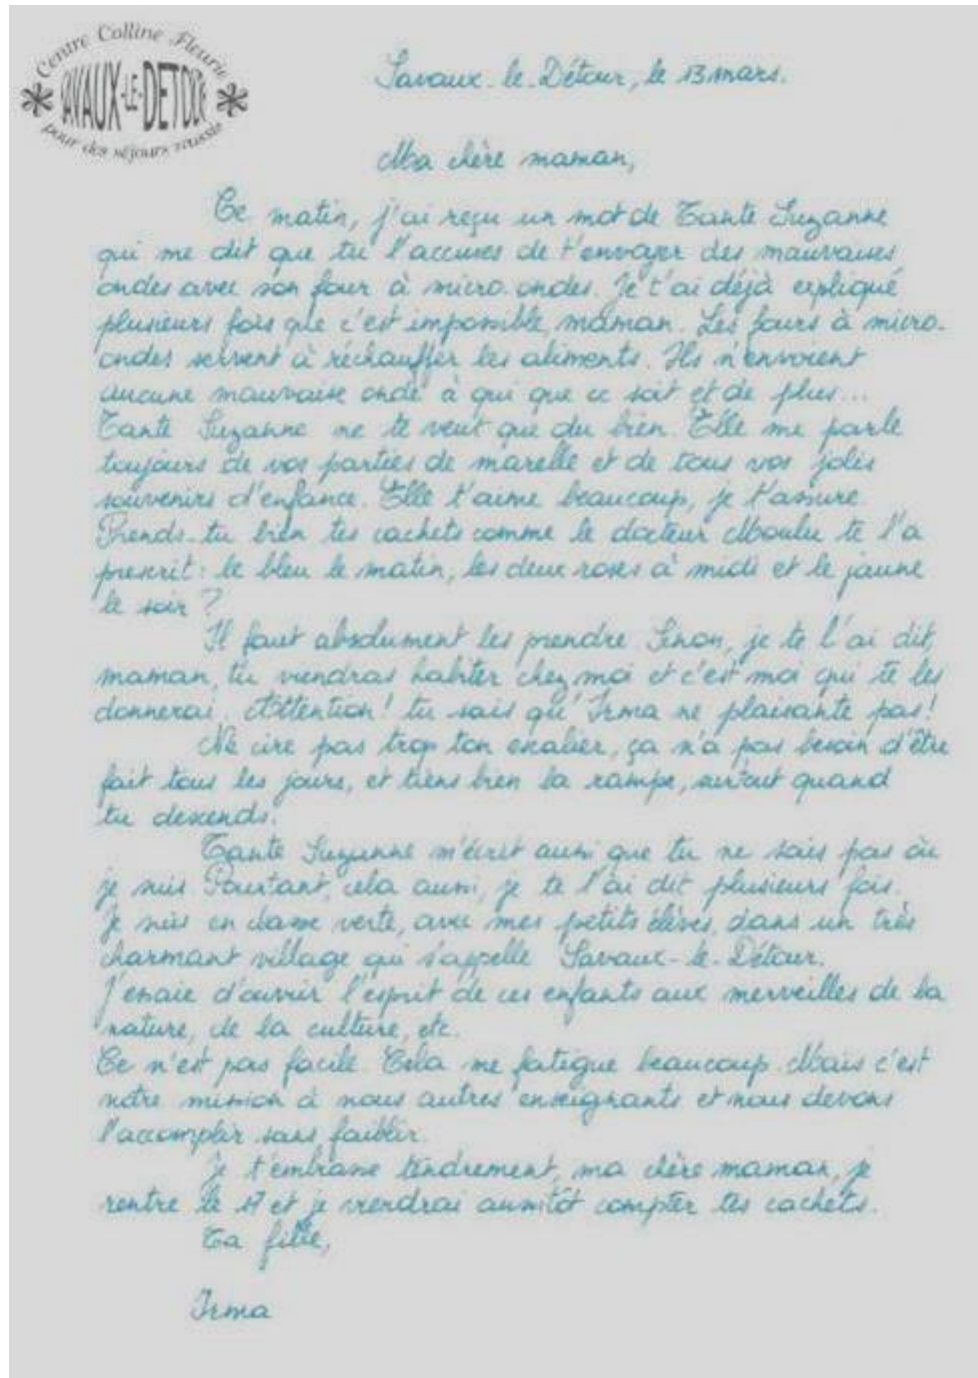 Centre Colline Fleurie
SAVAUX-LE-DETOUR
pour des séjours réussis
Savaux-le-Détour, le 13 mars.
Ma chère maman,
Ce matin, j'ai reçu un mot de Tante Suzanne
qui me dit que tu l'accuses de t'envoyer des mauvaises
ondes avec son four à micro-ondes. Je t'ai déjà expliqué
plusieurs fois que c'est impossible, maman. Les fours à micro-
ondes servent à réchauffer les aliments. Ils n'envoient
aucune mauvaise onde à qui que ce soit et de plus...
Tante Suzanne ne te veut que du bien. Elle me parle
toujours de vos parties de marelle et de tous vos jolis
souvenirs d'enfance. Elle t'aime beaucoup, je t'assure.
Prends-tu bien tes cachets comme le docteur Moulu te l'a
prescrit : le bleu le matin, les deux roses à midi et le jaune
le soir ?
Il faut absolument les prendre. Sinon, je te l'ai dit,
maman, tu viendras habiter chez moi et c'est moi qui te les
donnerai. Attention! tu sais qu'Irma ne plaisante pas!
Ne cire pas trop ton escalier, ça n'a pas besoin d'être
fait tous les jours, et tiens bien la rampe, surtout quand
tu descends.
Tante Suzanne m'écrit aussi que tu ne sais pas où
je suis. Pourtant, cela aussi, je te l'ai dit plusieurs fois.
Je suis en classe verte, avec mes petits élèves, dans un très
charmant village qui s'appelle Savaux-le-Détour.
J'essaie d'ouvrir l'esprit de ces enfants aux merveilles de la
nature, de la culture, etc.
Ce n'est pas facile. Cela me fatigue beaucoup. Mais c'est
notre mission à nous autres enseignants et nous devons
l'accomplir sans faiblir.
Je t'embrasse tendrement, ma chère maman, je
rentre le 17 et je viendrai aussitôt compter tes cachets.
Ta fille,
Irma